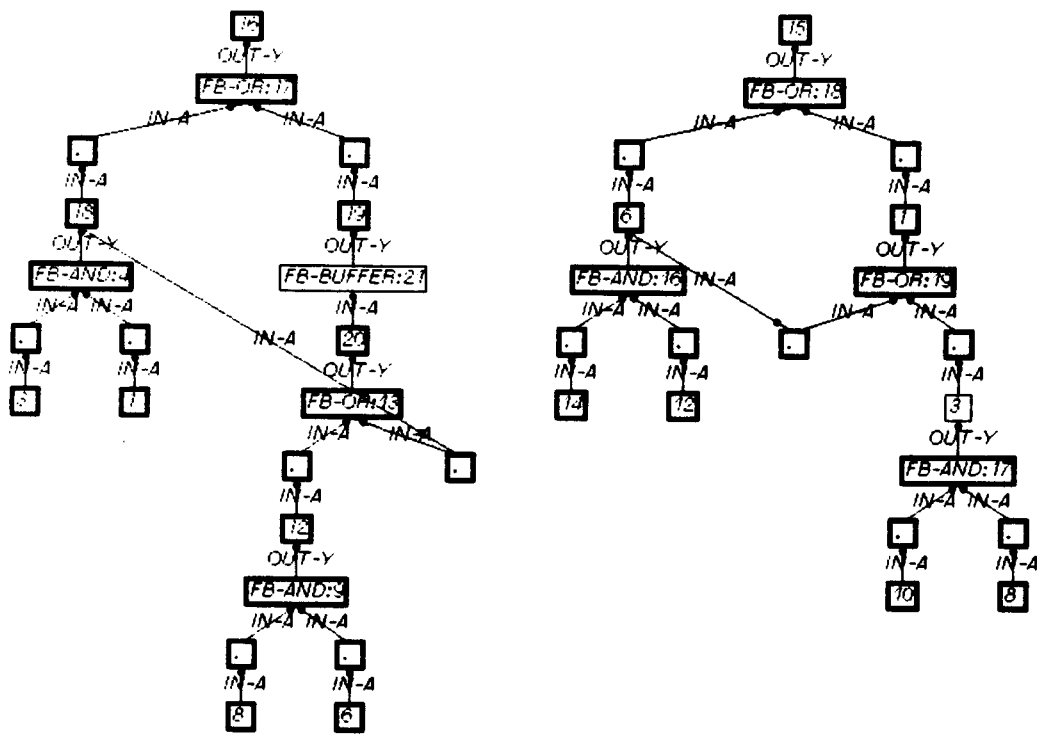 16
OUT-Y
FB-OR:17
IN-A IN-A
.
.
IN-A
IN-A
18
19
OUT-Y
OUT-Y
FB-AND:4
FB-BUFFER:21
IN-A IN-A
IN-A
.
.
20
IN-A
IN-A
IN-A
OUT-Y
1
FB-OR:13
IN-A
IN-A
.
.
IN-A
12
OUT-Y
FB-AND:9
IN-A IN-A
.
.
IN-A
IN-A
8
6
15
OUT-Y
FB-OR:18
IN-A IN-A
.
.
IN-A
IN-A
6
1
OUT-Y
OUT-Y
FB-AND:16
IN-A
FB-OR:19
IN-A IN-A
IN-A IN-A
.
.
.
.
IN-A
IN-A
IN-A
14
12
3
OUT-Y
FB-AND:17
IN-A IN-A
.
.
IN-A
IN-A
10
8